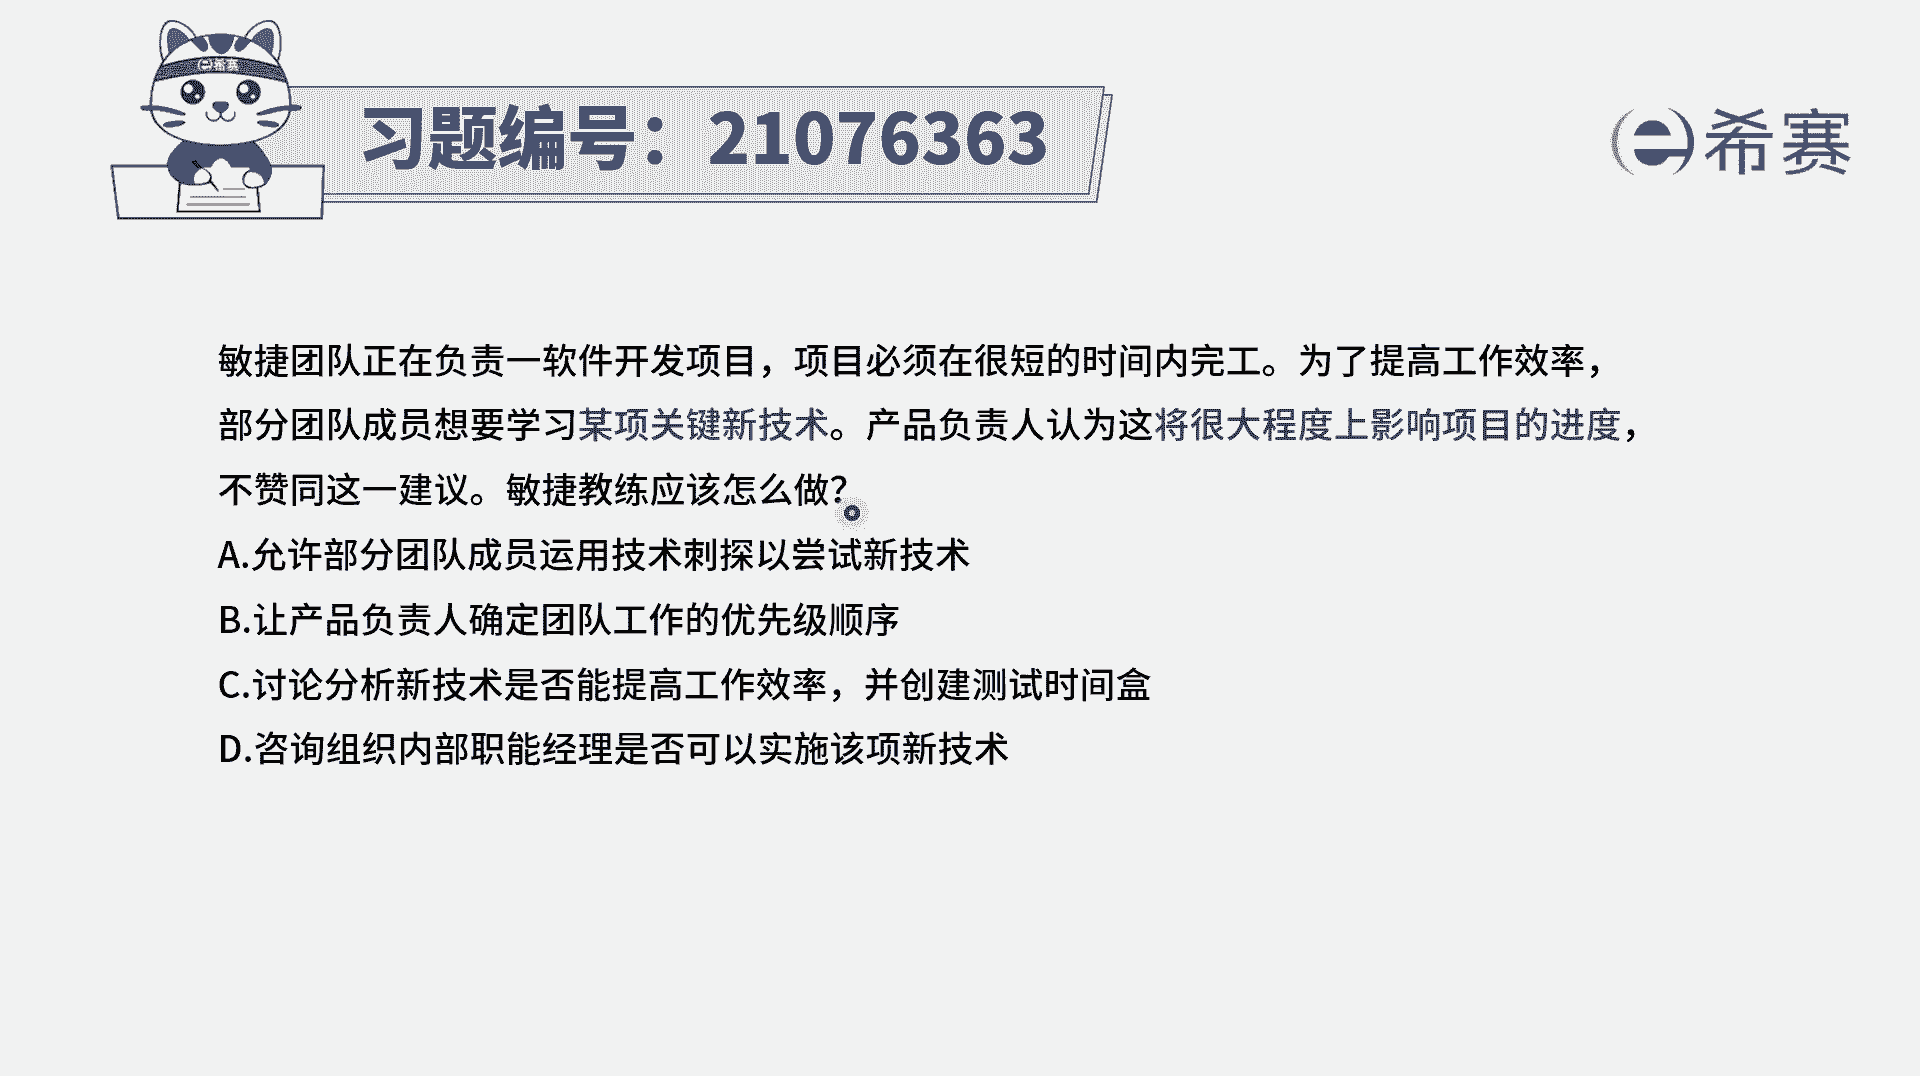 希赛
习题编号：21076363
希赛
敏捷团队正在负责一软件开发项目，项目必须在很短的时间内完工。为了提高工作效率，
部分团队成员想要学习某项关键新技术。产品负责人认为这将很大程度上影响项目的进度，
不赞同这一建议。敏捷教练应该怎么做？
A.允许部分团队成员运用技术刺探以尝试新技术
B.让产品负责人确定团队工作的优先级顺序
C.讨论分析新技术是否能提高工作效率，并创建测试时间盒
D.咨询组织内部职能经理是否可以实施该项新技术